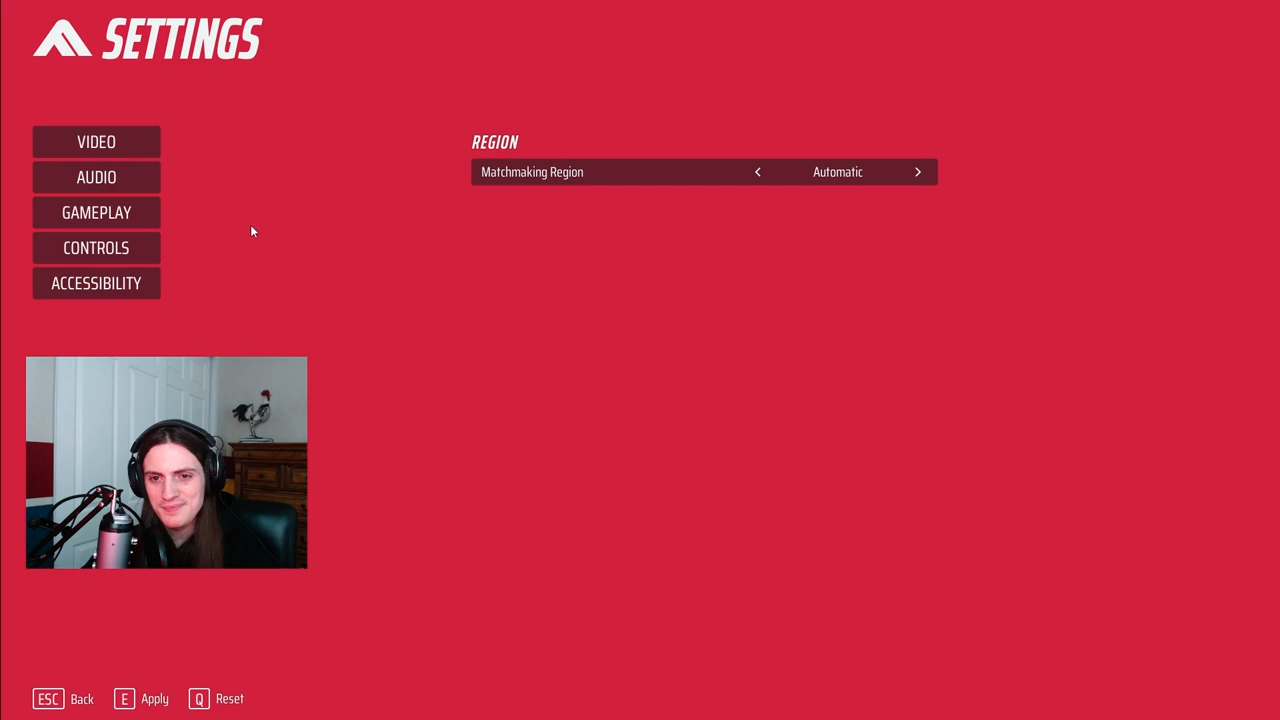 SETTINGS
VIDEO
AUDIO
GAMEPLAY
CONTROLS
ACCESSIBILITY
REGION
Matchmaking Region < Automatic >
ESC Back E Apply Q Reset